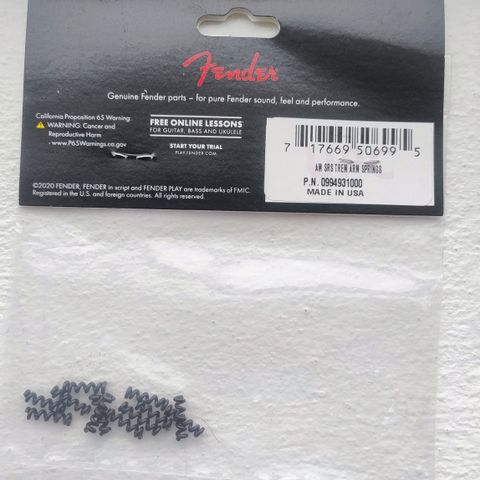 Fender
Genuine Fender parts – for pure Fender sound, feel and performance.
California Proposition 65 Warning:
WARNING: Cancer and
Reproductive Harm
- www.P65Warnings.ca.gov
FREE ONLINE LESSONS
FOR GUITAR, BASS AND UKULELE
START YOUR TRIAL
PLAY.FENDER.COM
7 17669 50699 5
AM SRS TREM ARM SPRINGS
P.N. 0994931000
MADE IN USA
©2020 FENDER, FENDER in script and FENDER PLAY are trademarks of FMIC.
Registered in the U.S. and foreign countries. All rights reserved.